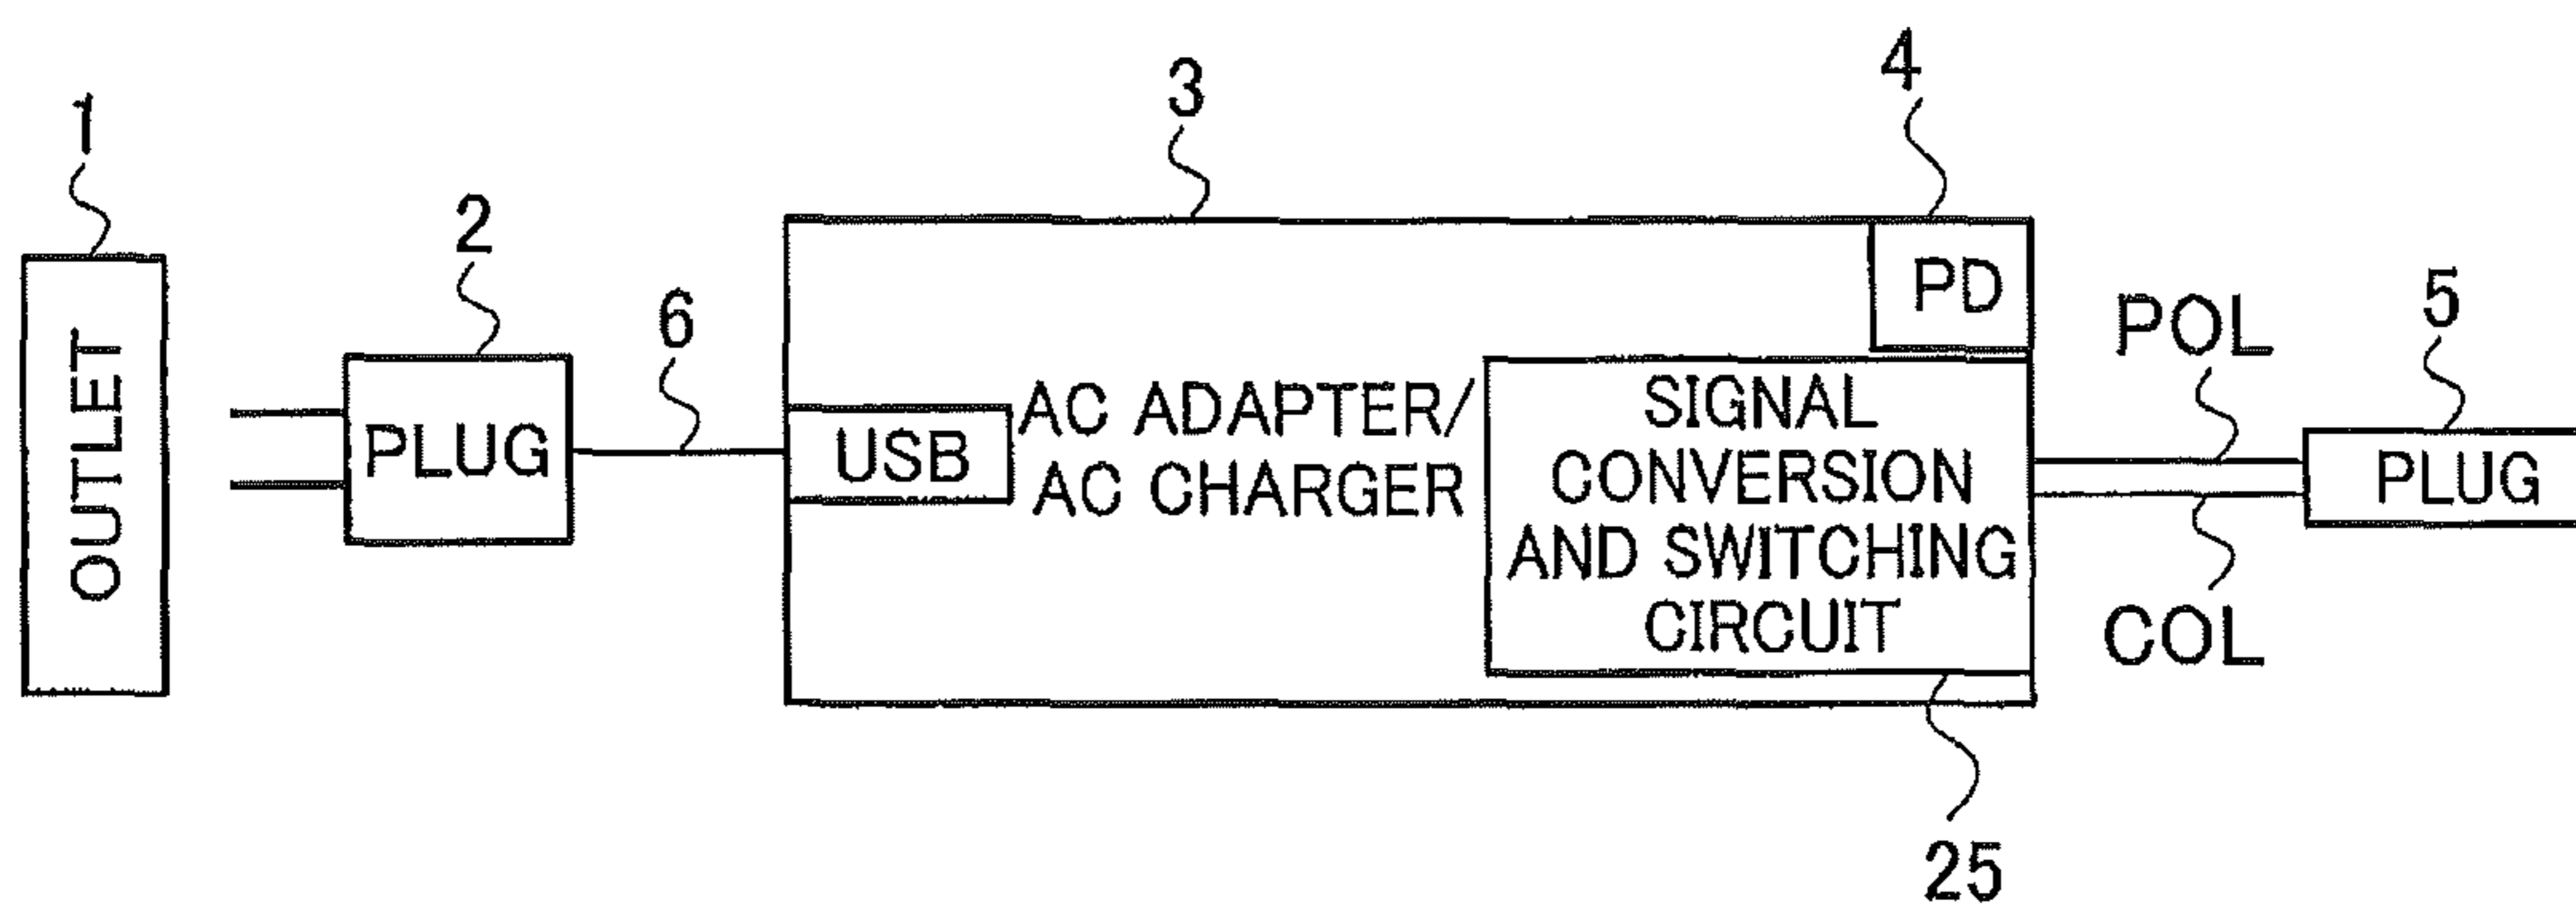 1
2
3
4
5
6
OUTLET
PLUG
USB
AC ADAPTER/
AC CHARGER
PD
SIGNAL
CONVERSION
AND SWITCHING
CIRCUIT
POL
COL
PLUG
25